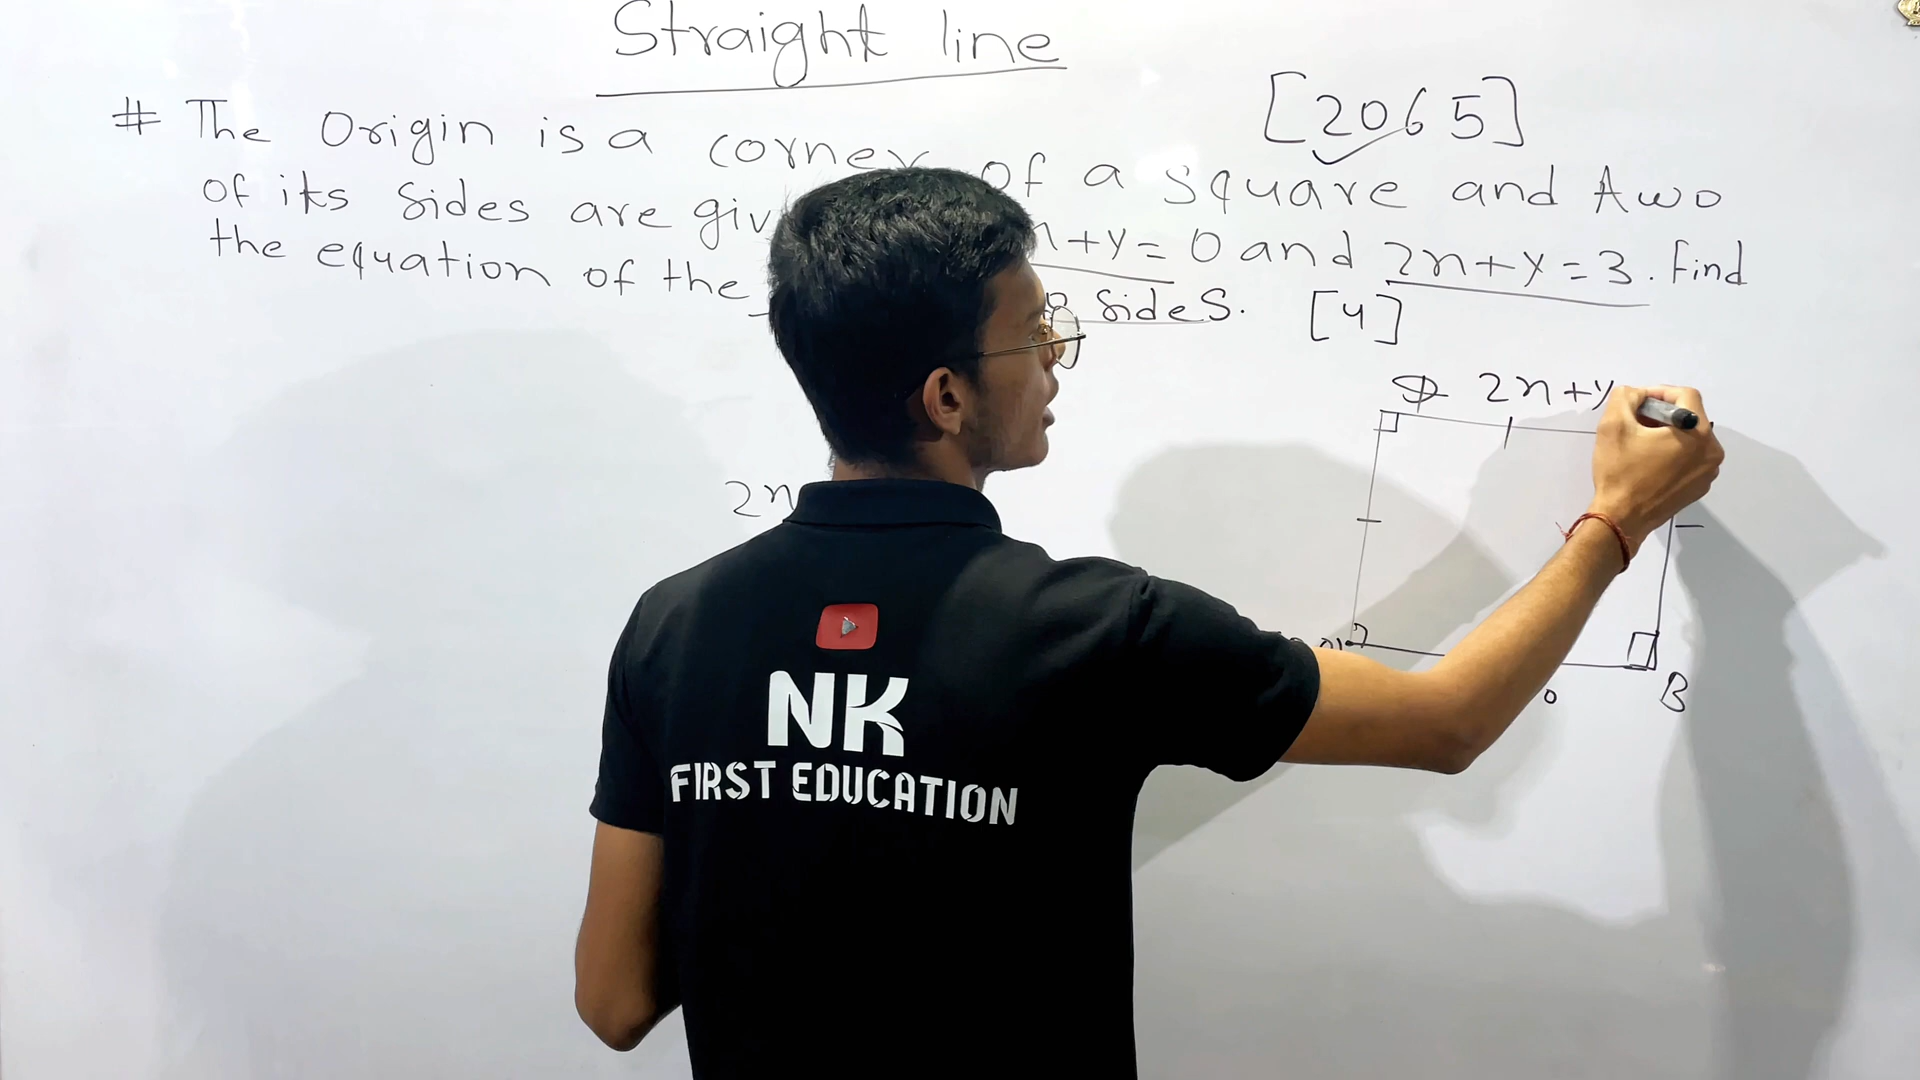 Straight line
[2065]
# The Origin is a corner of a square and two
of its sides are giv n+y=0 and 2n+y=3. Find
the equation of the sides. [4]
2n+y
2n
B
NK
FIRST EDUCATION